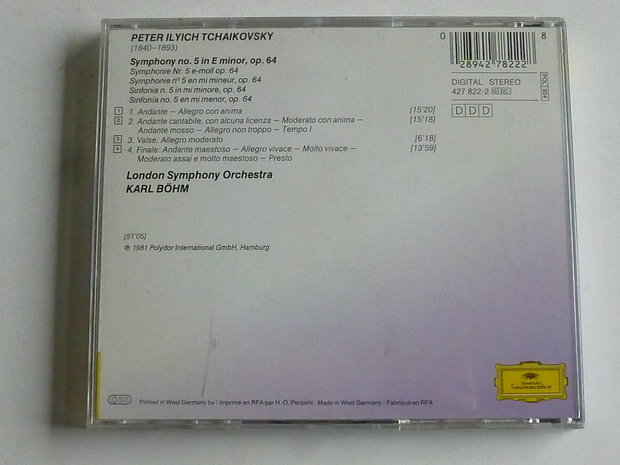 PETER ILYICH TCHAIKOVSKY
(1840–1893)
Symphony no. 5 in E minor, op. 64
Symphonie Nr. 5 e-moll op. 64
Symphonie nº 5 en mi mineur, op. 64
Sinfonia n. 5 in mi minore, op. 64
Sinfonía no. 5 en mi menor, op. 64
1 1. Andante – Allegro con anima [15'20]
2 2. Andante cantabile, con alcuna licenza – Moderato con anima – [15'18]
Andante mosso – Allegro non troppo – Tempo I
3 3. Valse: Allegro moderato [6'18]
4 4. Finale: Andante maestoso – Allegro vivace – Molto vivace – [13'59]
Moderato assai e molto maestoso – Presto
London Symphony Orchestra
KARL BÖHM
[51'05]
℗ 1981 Polydor International GmbH, Hamburg
0 28942 78222 8
DIGITAL · STEREO
427 822-2 GDC
POL 924
DDD
Deutsche
Grammophon
Printed in West Germany by / Imprimé en RFA par H. O. Persiehl · Made in West Germany / Fabriqué en RFA